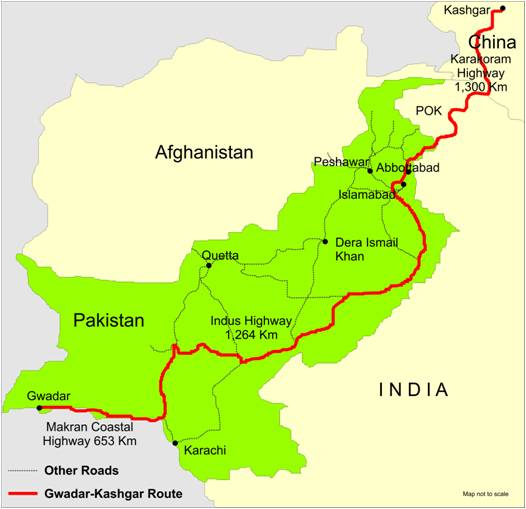 Kashgar
China
Karakoram
Highway
1,300 Km
POK
Afghanistan
Peshawar
Abbottabad
Islamabad
Dera Ismail
Khan
Quetta
Pakistan
Indus Highway
1,264 Km
INDIA
Gwadar
Makran Coastal
Highway 653 Km
Karachi
Other Roads
Gwadar-Kashgar Route
Map not to scale